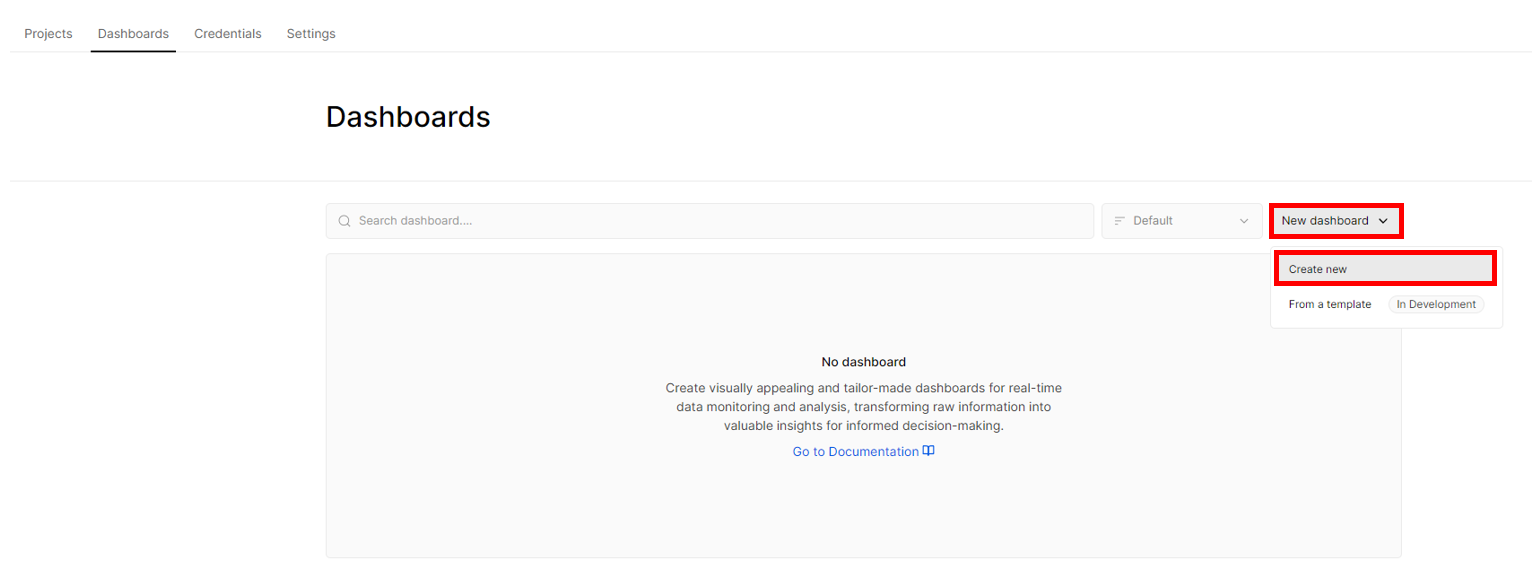 Projects Dashboards Credentials Settings
Dashboards
Search dashboard.... Default New dashboard
Create new
From a template In Development
No dashboard
Create visually appealing and tailor-made dashboards for real-time
data monitoring and analysis, transforming raw information into
valuable insights for informed decision-making.
Go to Documentation